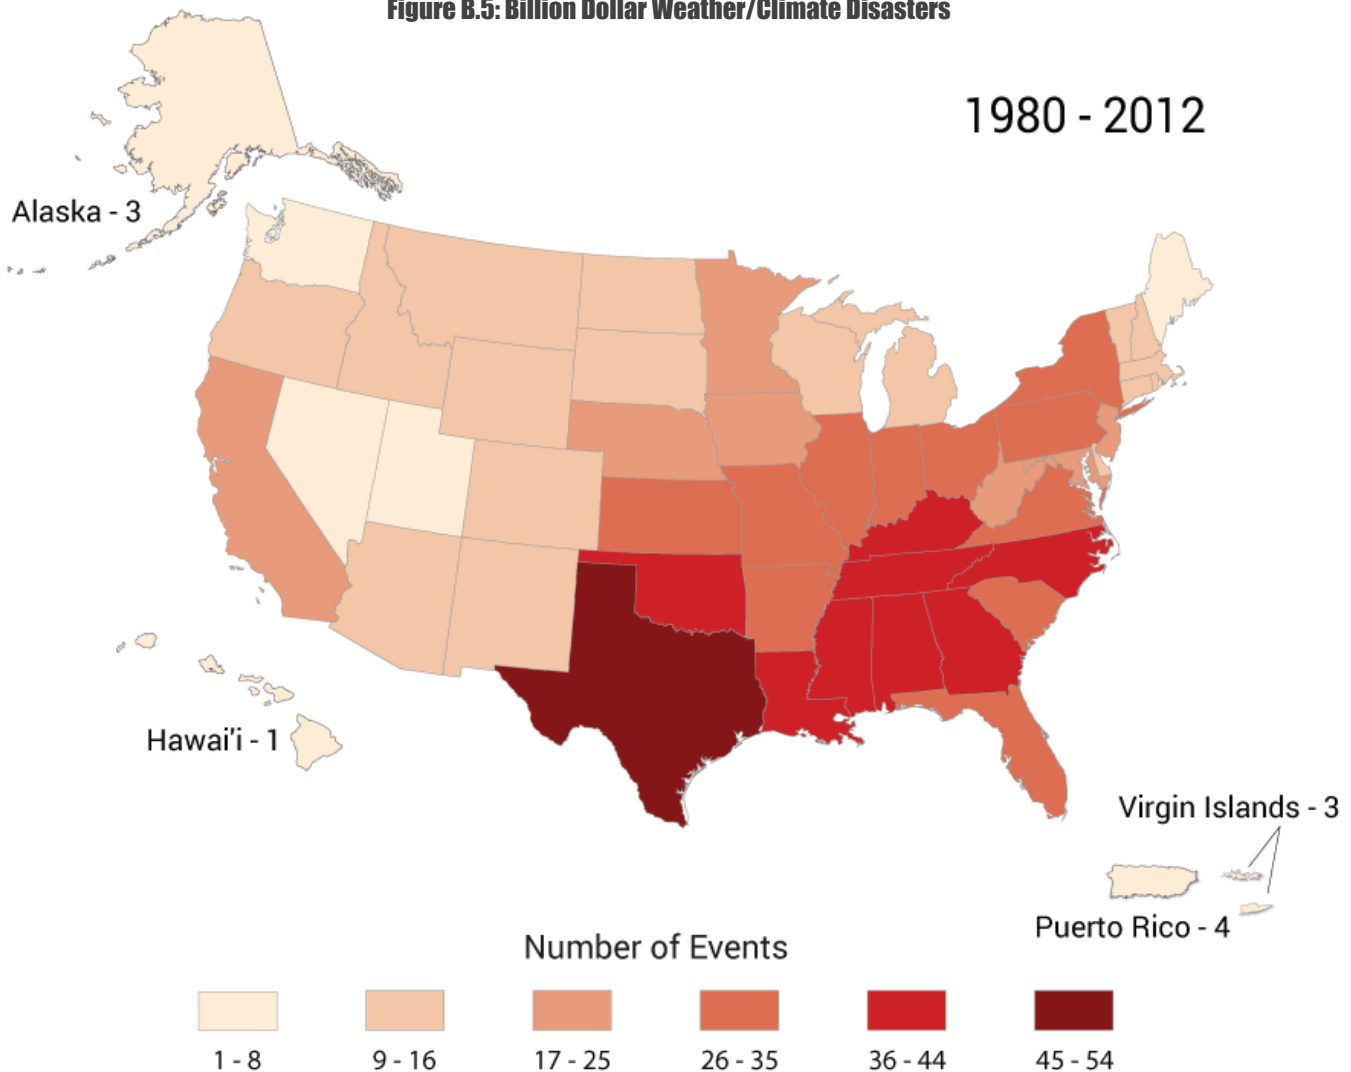 Figure B.5: Billion Dollar Weather/Climate Disasters
1980 - 2012
Alaska - 3
Hawai'i - 1
Virgin Islands - 3
Puerto Rico - 4
Number of Events
1 - 8
9 - 16
17 - 25
26 - 35
36 - 44
45 - 54